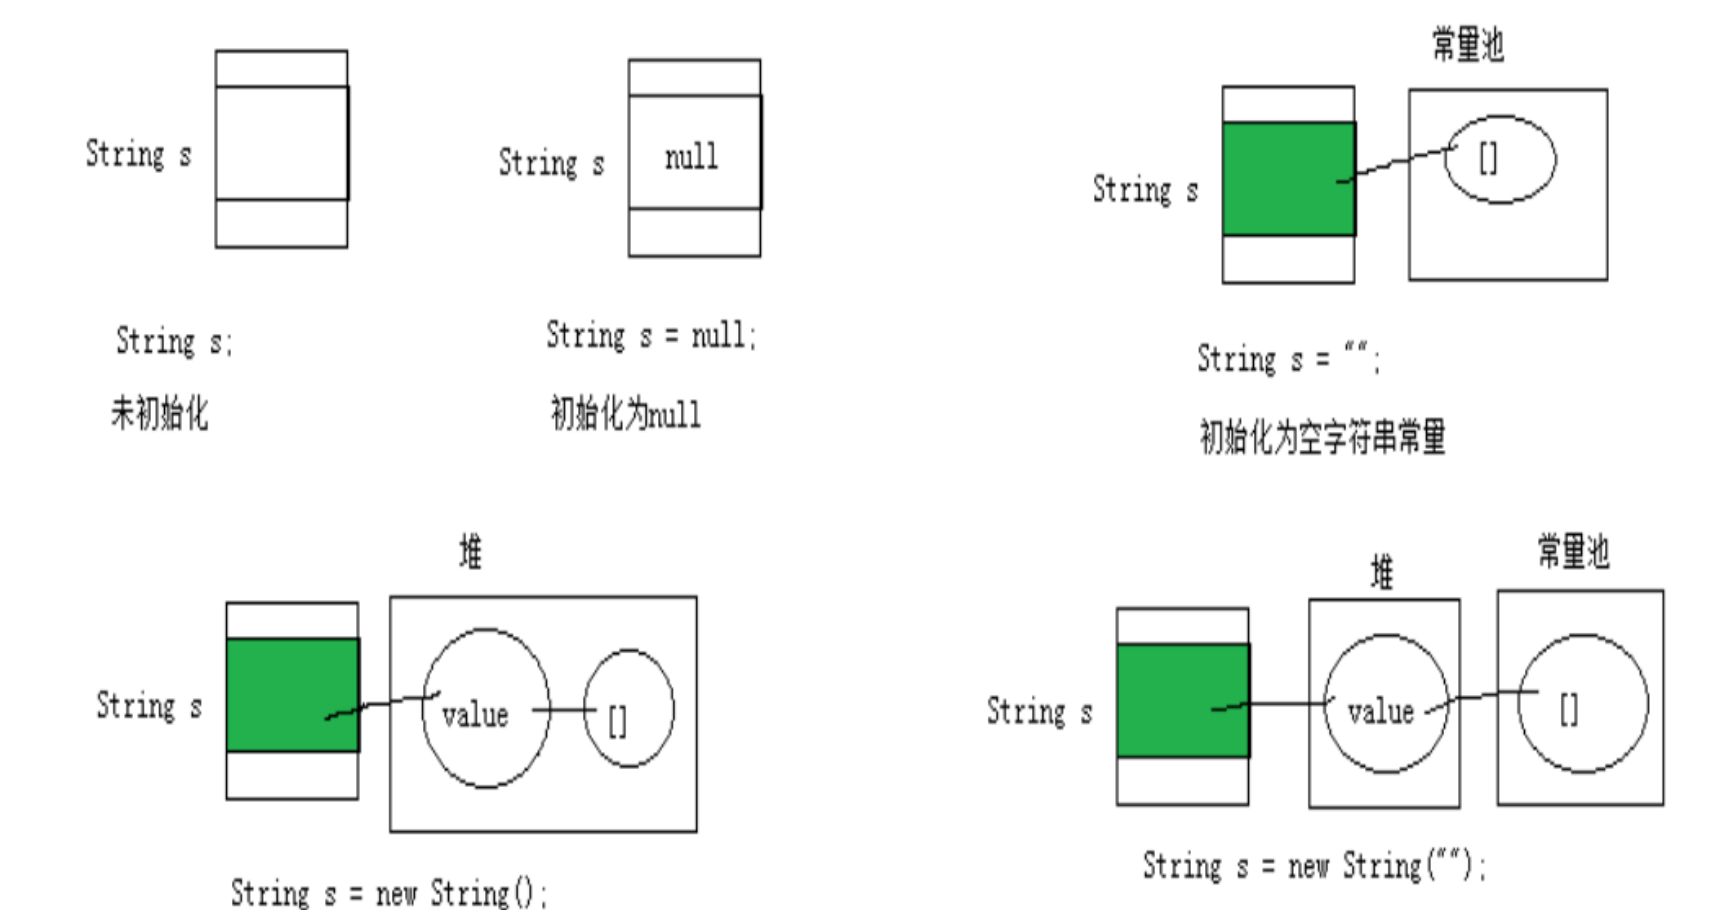 常量池
String s
null
String s
String s
[]
String s;
String s = null;
String s = "";
未初始化
初始化为null
初始化为空字符串常量
堆
堆
常量池
String s
value
[]
String s
value
[]
String s = new String();
String s = new String("");